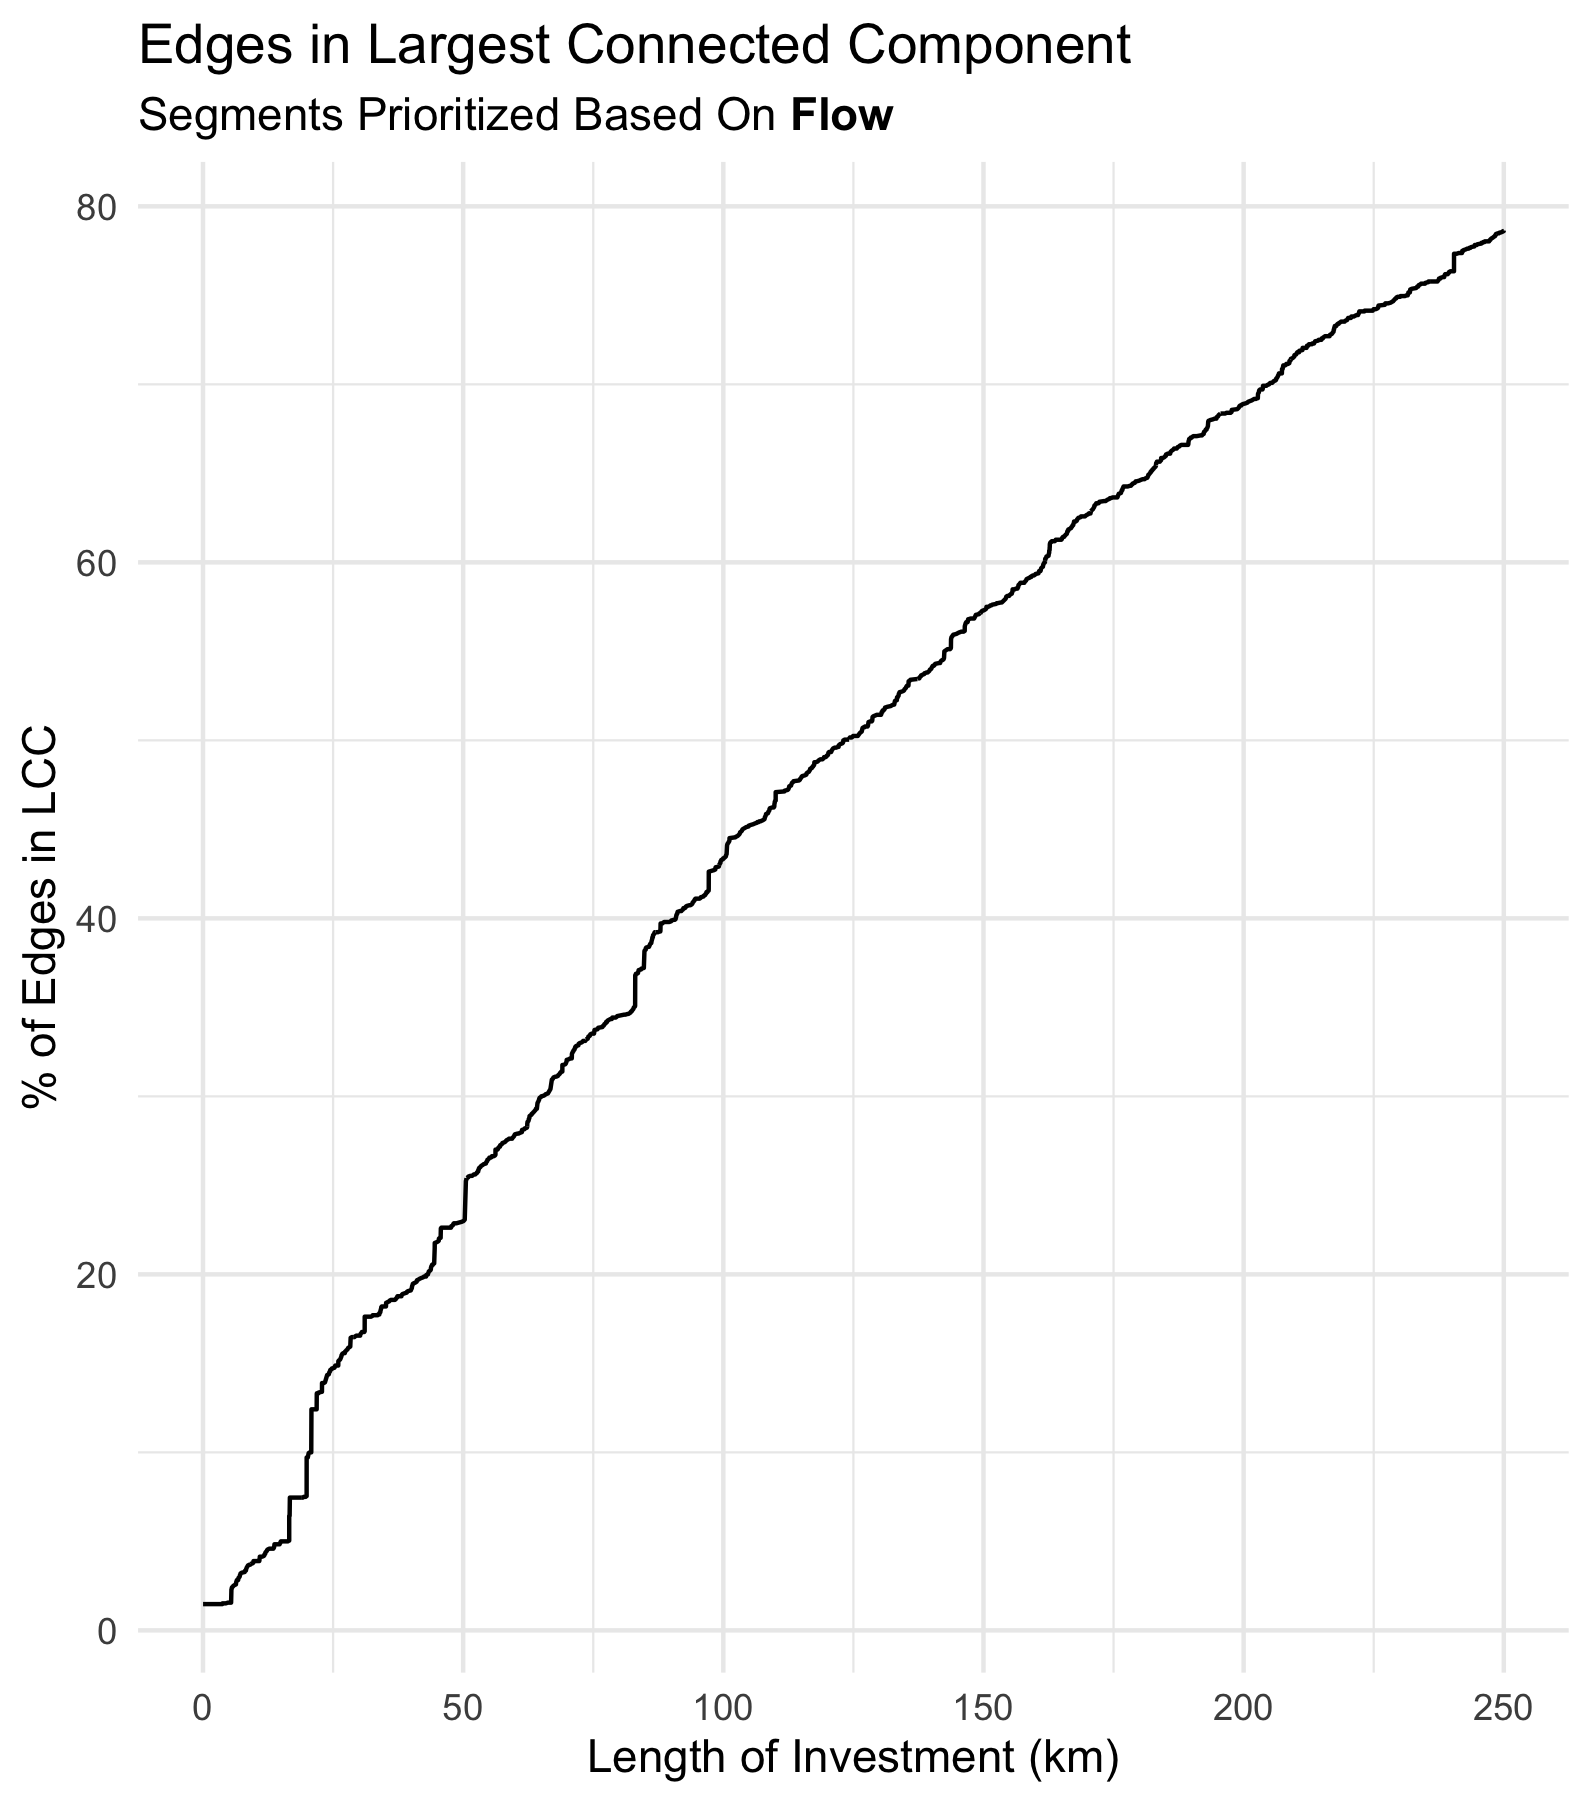 Edges in Largest Connected Component
Segments Prioritized Based On Flow
% of Edges in LCC
80
60
40
20
0
0 50 100 150 200 250
Length of Investment (km)